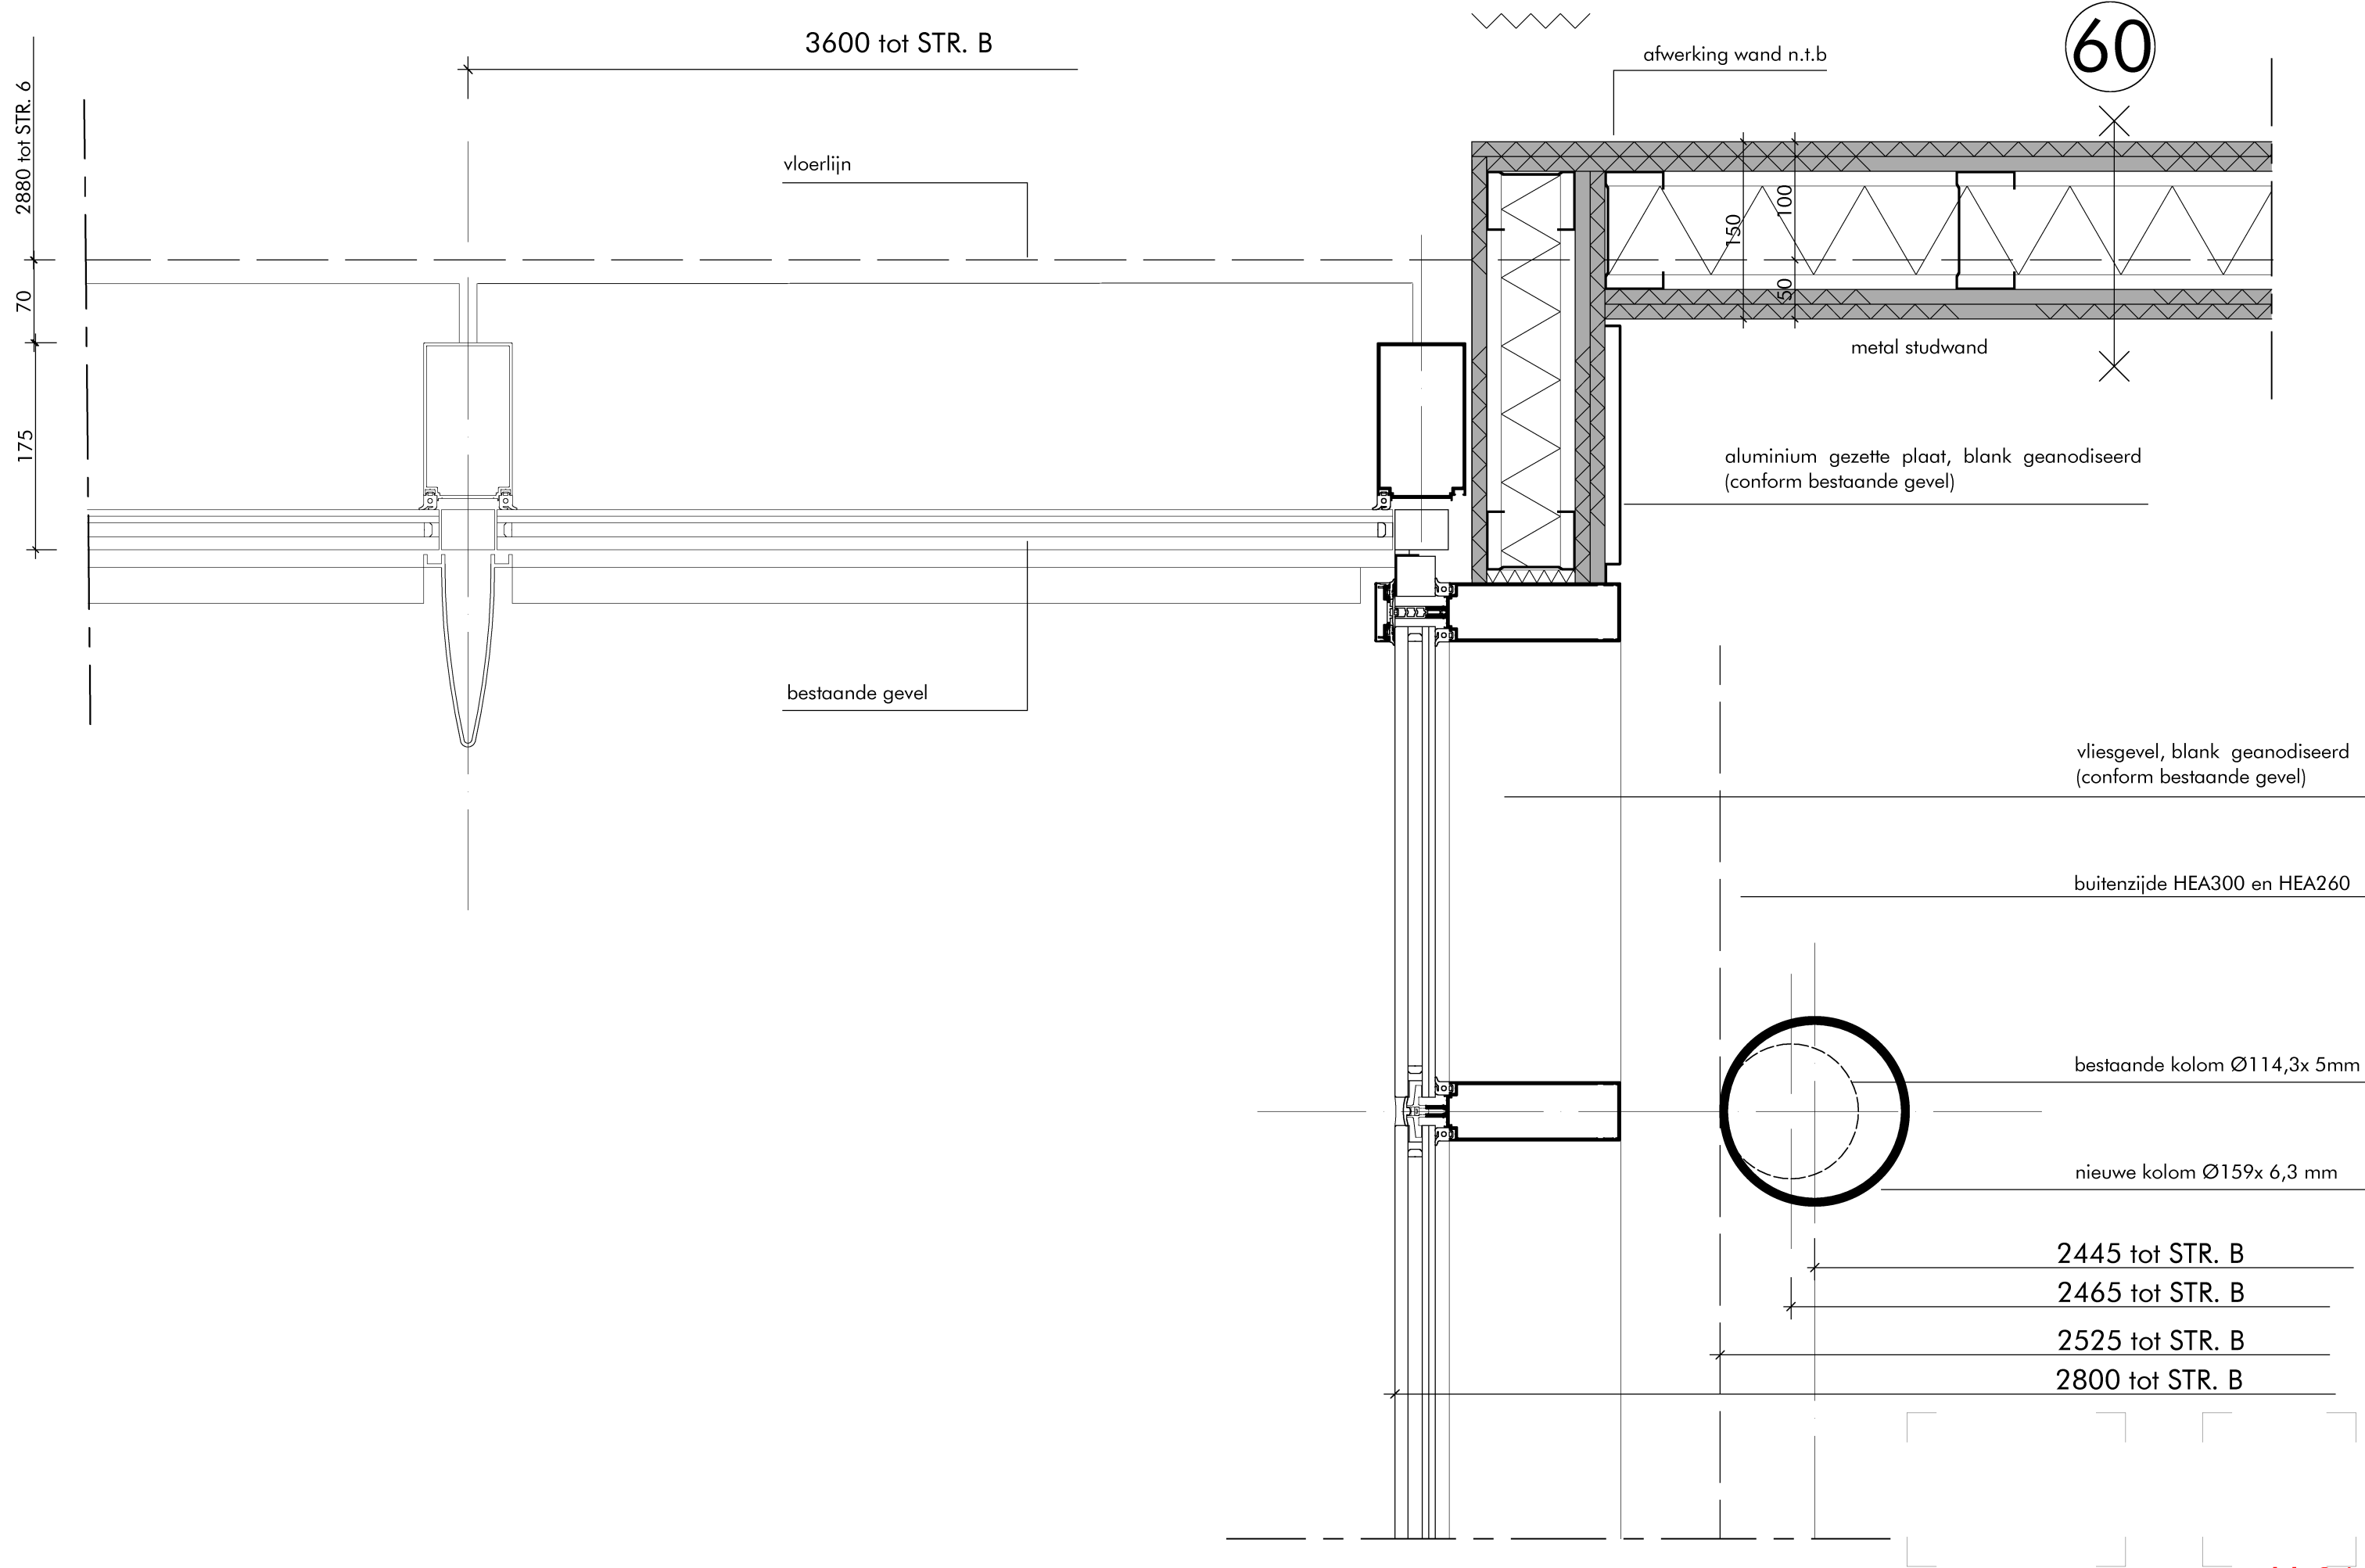 3600 tot STR. B
afwerking wand n.t.b
60
2880 tot STR. 6
vloerlijn
150
100
70
50
metal studwand
175
aluminium gezette plaat, blank geanodiseerd
(conform bestaande gevel)
bestaande gevel
vliesgevel, blank geanodiseerd
(conform bestaande gevel)
buitenzijde HEA300 en HEA260
bestaande kolom Ø114,3x 5mm
nieuwe kolom Ø159x 6,3 mm
2445 tot STR. B
2465 tot STR. B
2525 tot STR. B
2800 tot STR. B